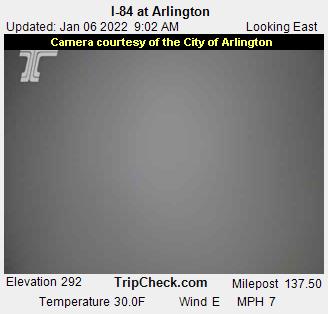 I-84 at Arlington
Updated: Jan 06 2022 9:02 AM Looking East
Camera courtesy of the City of Arlington
Elevation 292 TripCheck.com Milepost 137.50
Temperature 30.0F Wind E MPH 7